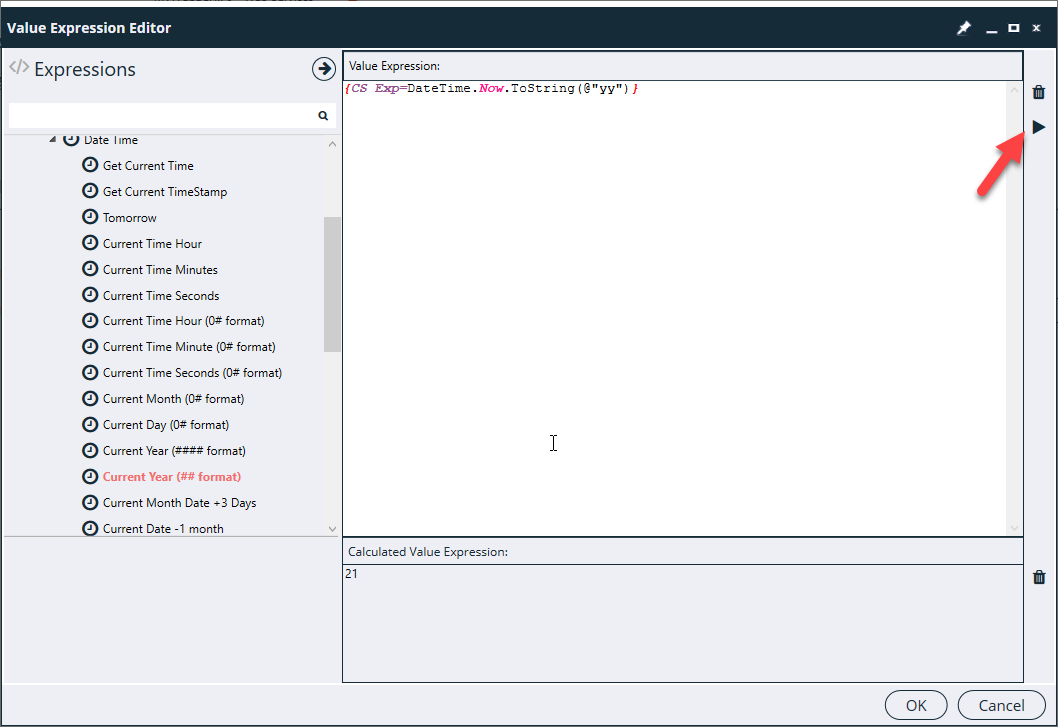 Value Expression Editor
</> Expressions
Date Time
Get Current Time
Get Current TimeStamp
Tomorrow
Current Time Hour
Current Time Minutes
Current Time Seconds
Current Time Hour (0# format)
Current Time Minute (0# format)
Current Time Seconds (0# format)
Current Month (0# format)
Current Day (0# format)
Current Year (#### format)
Current Year (## format)
Current Month Date +3 Days
Current Date -1 month
Value Expression:
{CS Exp=DateTime.Now.ToString(@"yy")}
Calculated Value Expression:
21
OK
Cancel